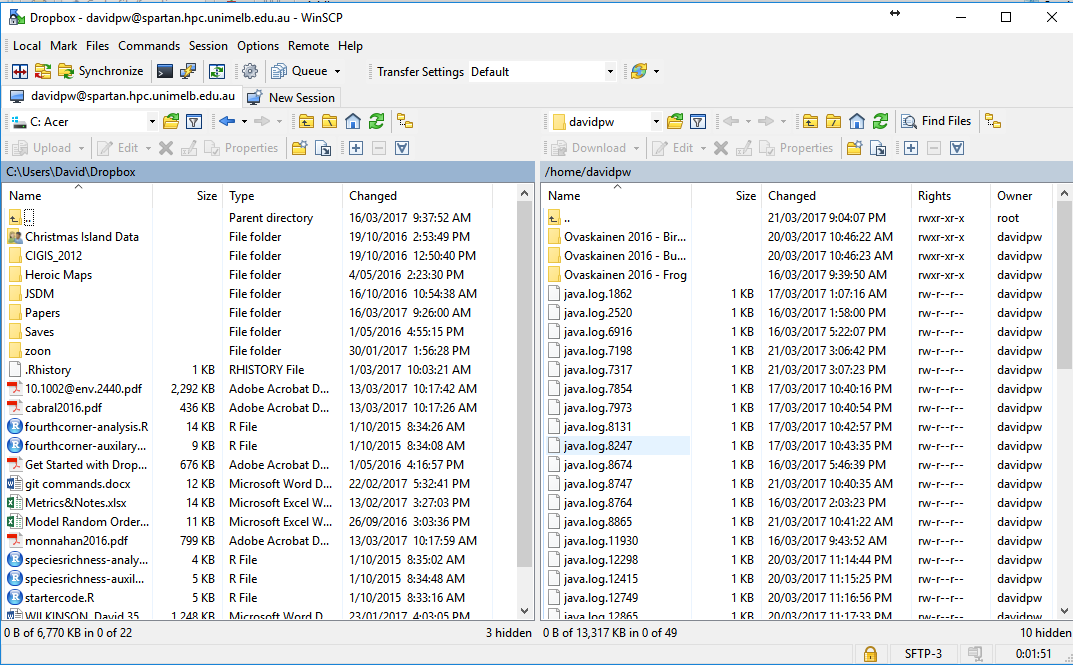 Dropbox - davidpw@spartan.hpc.unimelb.edu.au - WinSCP
Local Mark Files Commands Session Options Remote Help
Synchronize Queue Transfer Settings Default
davidpw@spartan.hpc.unimelb.edu.au New Session
C: Acer davidpw Find Files
Upload Edit Properties Download Edit Properties
C:\Users\David\Dropbox /home/davidpw
Name Size Type Changed Name Size Changed Rights Owner
.. Parent directory 16/03/2017 9:37:52 AM .. 21/03/2017 9:04:07 PM rwxr-xr-x root
Christmas Island Data File folder 19/10/2016 2:53:49 PM Ovaskainen 2016 - Bir... 20/03/2017 10:46:22 AM rwxr-xr-x davidpw
CIGIS_2012 File folder 19/10/2016 12:50:40 PM Ovaskainen 2016 - Bu... 20/03/2017 10:46:23 AM rwxr-xr-x davidpw
Heroic Maps File folder 4/05/2016 2:23:30 PM Ovaskainen 2016 - Frog 16/03/2017 9:39:50 AM rwxr-xr-x davidpw
JSDM File folder 16/10/2016 10:54:38 AM java.log.1862 1 KB 17/03/2017 1:07:16 AM rw-r--r-- davidpw
Papers File folder 16/03/2017 9:26:00 AM java.log.2520 1 KB 16/03/2017 1:58:00 PM rw-r--r-- davidpw
Saves File folder 1/05/2016 4:55:15 PM java.log.6916 1 KB 16/03/2017 5:22:07 PM rw-r--r-- davidpw
zoon File folder 30/01/2017 1:56:28 PM java.log.7198 1 KB 21/03/2017 3:06:42 PM rw-r--r-- davidpw
.Rhistory 1 KB RHISTORY File 1/03/2017 10:03:21 AM java.log.7317 1 KB 21/03/2017 3:07:23 PM rw-r--r-- davidpw
10.1002@env.2440.pdf 2,292 KB Adobe Acrobat D... 13/03/2017 10:17:42 AM java.log.7854 1 KB 17/03/2017 10:40:16 PM rw-r--r-- davidpw
cabral2016.pdf 436 KB Adobe Acrobat D... 13/03/2017 10:17:26 AM java.log.7973 1 KB 17/03/2017 10:40:54 PM rw-r--r-- davidpw
fourthcorner-analysis.R 14 KB R File 1/10/2015 8:34:26 AM java.log.8131 1 KB 17/03/2017 10:42:57 PM rw-r--r-- davidpw
fourthcorner-auxilary... 9 KB R File 1/10/2015 8:34:08 AM java.log.8247 1 KB 17/03/2017 10:43:35 PM rw-r--r-- davidpw
Get Started with Drop... 676 KB Adobe Acrobat D... 1/05/2016 4:16:57 PM java.log.8674 1 KB 16/03/2017 5:46:39 PM rw-r--r-- davidpw
git commands.docx 12 KB Microsoft Word D... 22/02/2017 5:32:41 PM java.log.8747 1 KB 21/03/2017 10:40:35 AM rw-r--r-- davidpw
Metrics&Notes.xlsx 14 KB Microsoft Excel W... 13/02/2017 3:27:03 PM java.log.8764 1 KB 16/03/2017 2:03:23 PM rw-r--r-- davidpw
Model Random Order... 11 KB Microsoft Excel W... 26/09/2016 3:03:36 PM java.log.8865 1 KB 21/03/2017 10:41:22 AM rw-r--r-- davidpw
monnahan2016.pdf 799 KB Adobe Acrobat D... 13/03/2017 10:17:59 AM java.log.11930 1 KB 16/03/2017 9:43:52 AM rw-r--r-- davidpw
speciesrichness-analy... 4 KB R File 1/10/2015 8:35:02 AM java.log.12298 1 KB 20/03/2017 11:14:44 PM rw-r--r-- davidpw
speciesrichness-auxil... 5 KB R File 1/10/2015 8:34:48 AM java.log.12415 1 KB 20/03/2017 11:15:25 PM rw-r--r-- davidpw
startercode.R 5 KB R File 1/10/2015 8:33:16 AM java.log.12749 1 KB 20/03/2017 11:16:56 PM rw-r--r-- davidpw
WILKINSON_David 35... 1,248 KB Microsoft Word D... 23/01/2017 4:03:05 PM java.log.12865 1 KB 20/03/2017 11:17:33 PM rw-r--r-- davidpw
0 B of 6,770 KB in 0 of 22 3 hidden 0 B of 13,317 KB in 0 of 49 10 hidden
SFTP-3 0:01:51